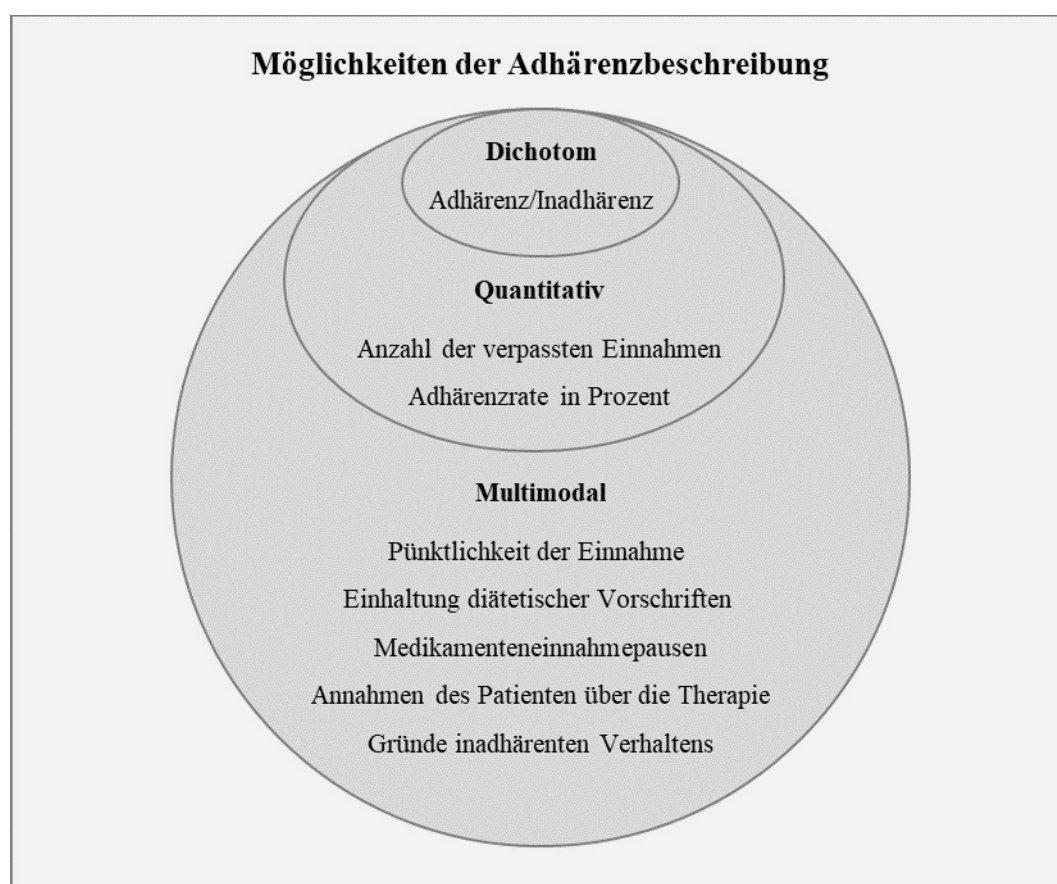 Möglichkeiten der Adhärenzbeschreibung
Dichotom
Adhärenz/Inadhärenz
Quantitativ
Anzahl der verpassten Einnahmen
Adhärenzrate in Prozent
Multimodal
Pünktlichkeit der Einnahme
Einhaltung diätetischer Vorschriften
Medikamenteneinnahmepausen
Annahmen des Patienten über die Therapie
Gründe inadhärenten Verhaltens